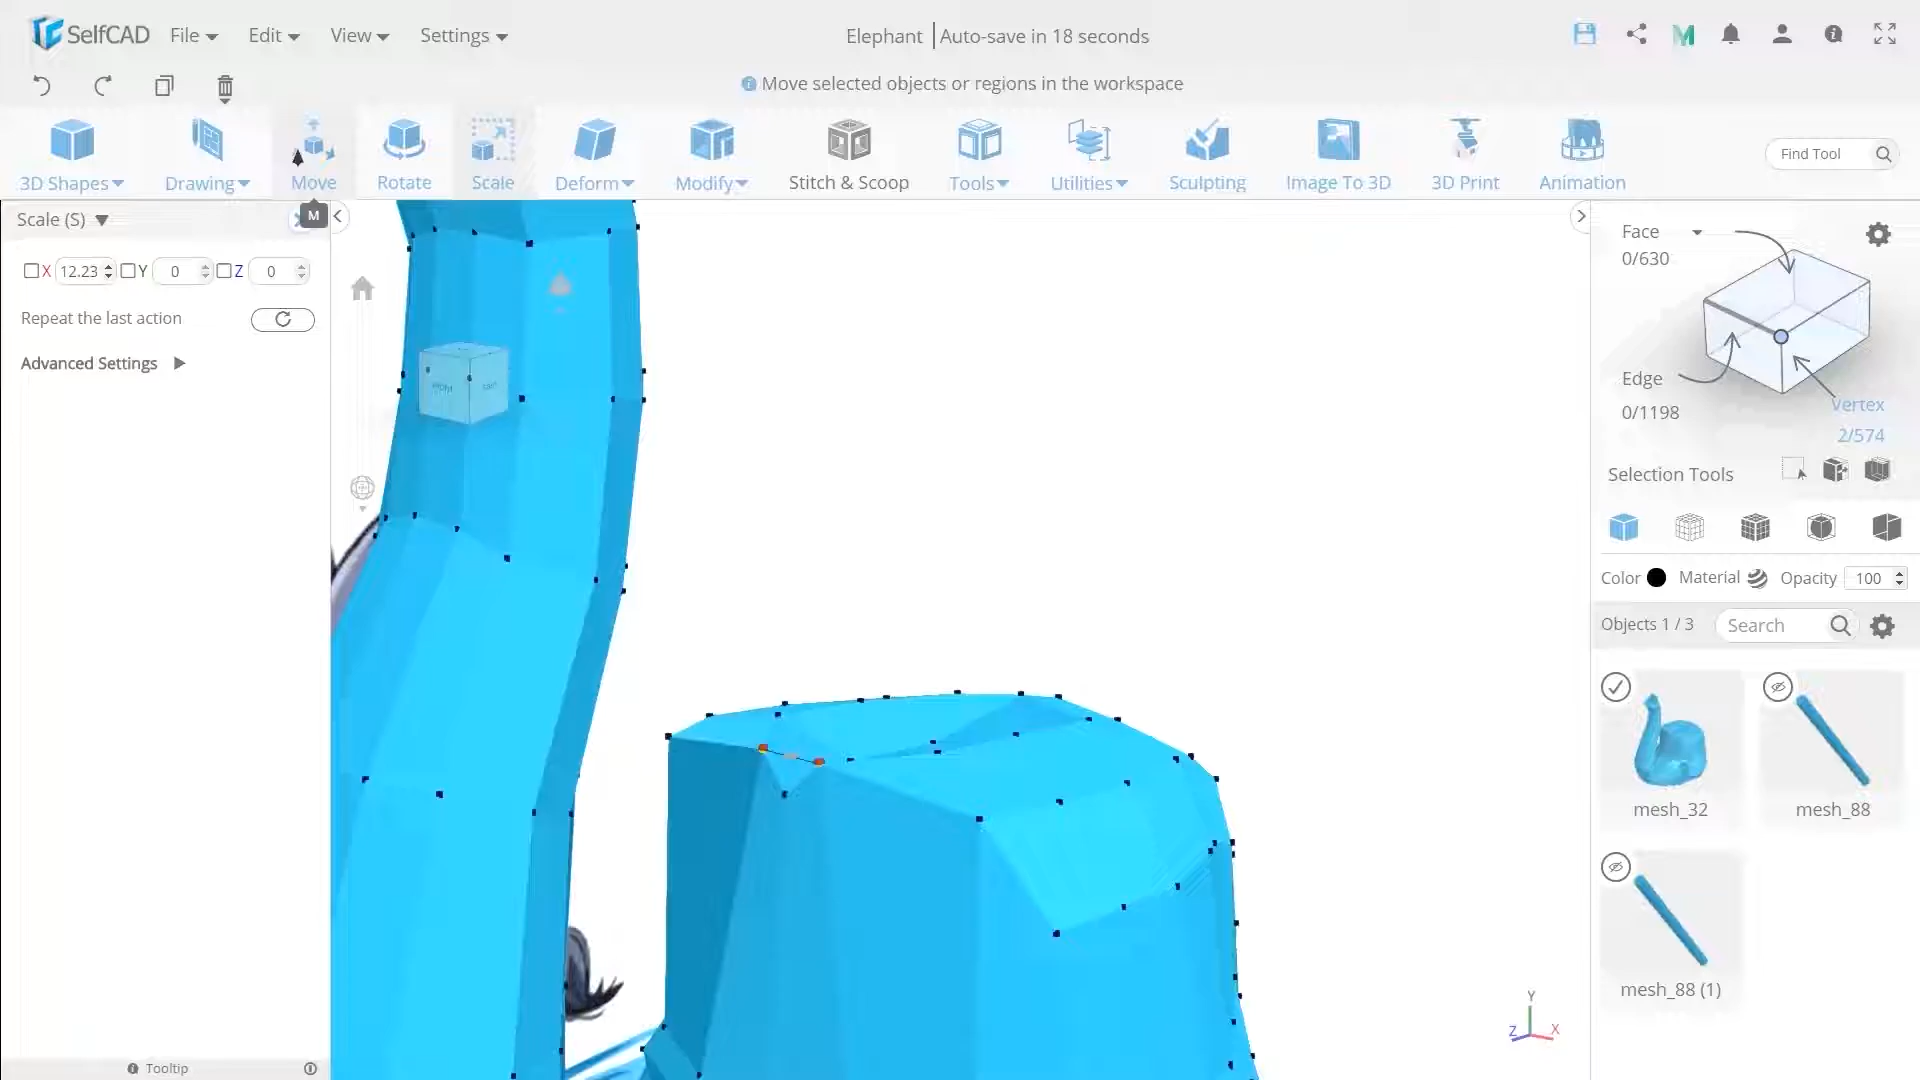 SelfCAD File Edit View Settings Elephant Auto-save in 18 seconds
Move selected objects or regions in the workspace
3D Shapes Drawing Move Rotate Scale Deform Modify Stitch & Scoop Tools Utilities Sculpting Image To 3D 3D Print Animation Find Tool
Scale (S) M
X 12.23 Y 0 Z 0
Repeat the last action
Advanced Settings
Face
0/630
Edge
0/1198
Vertex
2/574
Selection Tools
Color Material Opacity 100
Objects 1 / 3 Search
mesh_32 mesh_88
mesh_88 (1)
Y
Z X
Tooltip